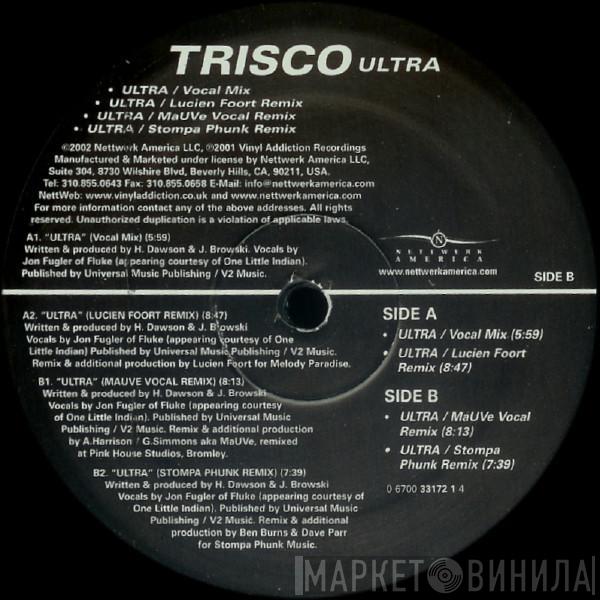 TRISCO ULTRA
• ULTRA / Vocal Mix
• ULTRA / Lucien Foort Remix
• ULTRA / MaUVe Vocal Remix
• ULTRA / Stompa Phunk Remix
©2002 Nettwerk America LLC, ℗2001 Vinyl Addiction Recordings
Manufactured & Marketed under license by Nettwerk America LLC,
Suite 304, 8730 Wilshire Blvd, Beverly Hills, CA, 90211, USA.
Tel: 310.855.0643 Fax: 310.855.0658 E-Mail: info@nettwerkamerica.com
NettWeb: www.vinyladdiction.co.uk and www.nettwerkamerica.com
For more information contact any of the above addresses. All rights
reserved. Unauthorized duplication is a violation of applicable laws.
A1. "ULTRA" (Vocal Mix) (5:59)
Written & produced by H. Dawson & J. Browski. Vocals by
Jon Fugler of Fluke (appearing courtesy of One Little Indian).
Published by Universal Music Publishing / V2 Music.
N
NETTWERK
AMERICA
www.nettwerkamerica.com
SIDE B
A2. "ULTRA" (LUCIEN FOORT REMIX) (8:47)
Written & produced by H. Dawson & J. Browski
Vocals by Jon Fugler of Fluke (appearing courtesy of One
Little Indian) Published by Universal Music Publishing / V2 Music.
Remix & additional production by Lucien Foort for Melody Paradise.
B1. "ULTRA" (MAUVE VOCAL REMIX) (8:13)
Written & produced by H. Dawson & J. Browski
Vocals by Jon Fugler of Fluke (appearing courtesy
of One Little Indian). Published by Universal Music
Publishing / V2 Music. Remix & additional production
by A.Harrison / G.Simmons aka MaUVe, remixed
at Pink House Studios, Bromley.
B2. "ULTRA" (STOMPA PHUNK REMIX) (7:39)
Written & produced by H. Dawson & J. Browski
Vocals by Jon Fugler of Fluke (appearing courtesy of
One Little Indian). Published by Universal Music
Publishing / V2 Music. Remix & additional
production by Ben Burns & Dave Parr
for Stompa Phunk Music.
SIDE A
• ULTRA / Vocal Mix (5:59)
• ULTRA / Lucien Foort
Remix (8:47)
SIDE B
• ULTRA / MaUVe Vocal
Remix (8:13)
• ULTRA / Stompa
Phunk Remix (7:39)
0 6700 33172 1 4
МАРКЕТ ВИНИЛА